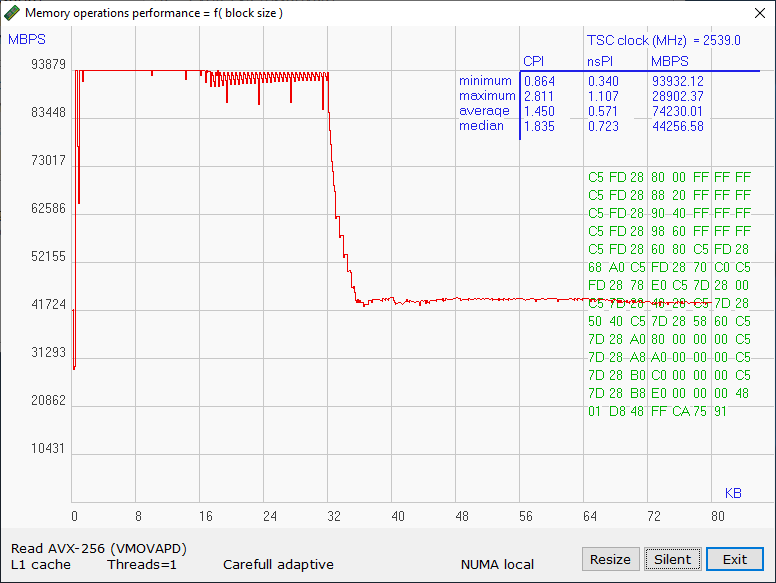 Memory operations performance = f( block size )
MBPS
TSC clock (MHz) = 2539.0
CPI nsPI MBPS
minimum 0.864 0.340 93932.12
maximum 2.811 1.107 28902.37
average 1.450 0.571 74230.01
median 1.835 0.723 44256.58
93879
83448
73017
62586
52155
41724
31293
20862
10431
C5 FD 28 80 00 FF FF FF
C5 FD 28 88 20 FF FF FF
C5 FD 28 90 40 FF FF FF
C5 FD 28 98 60 FF FF FF
C5 FD 28 60 80 C5 FD 28
68 A0 C5 FD 28 70 C0 C5
FD 28 78 E0 C5 7D 28 00
C5 7D 28 48 20 C5 7D 28
50 40 C5 7D 28 58 60 C5
7D 28 A0 80 00 00 00 C5
7D 28 A8 A0 00 00 00 C5
7D 28 B0 C0 00 00 00 C5
7D 28 B8 E0 00 00 00 48
01 D8 48 FF CA 75 91
KB
0 8 16 24 32 40 48 56 64 72 80
Read AVX-256 (VMOVAPD)
L1 cache Threads=1 Carefull adaptive NUMA local
Resize Silent Exit